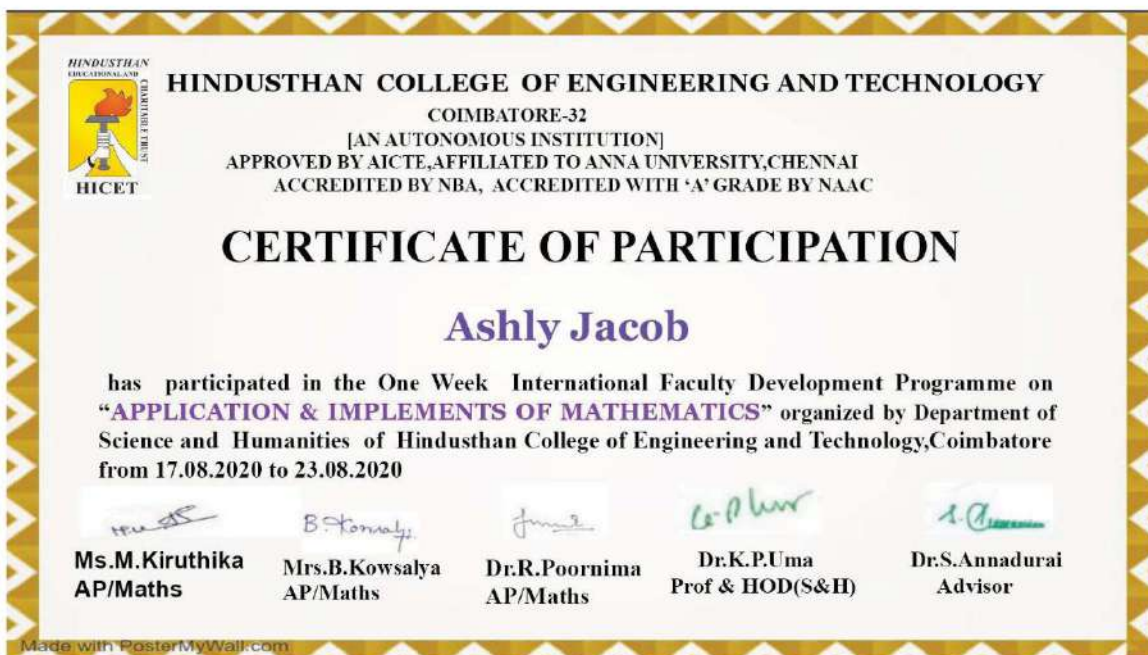 HINDUSTHAN
EDUCATIONAL AND
CHARITABLE TRUST
HICET
HINDUSTHAN COLLEGE OF ENGINEERING AND TECHNOLOGY
COIMBATORE-32
[AN AUTONOMOUS INSTITUTION]
APPROVED BY AICTE,AFFILIATED TO ANNA UNIVERSITY,CHENNAI
ACCREDITED BY NBA, ACCREDITED WITH ‘A’ GRADE BY NAAC
CERTIFICATE OF PARTICIPATION
Ashly Jacob
has participated in the One Week International Faculty Development Programme on
“APPLICATION & IMPLEMENTS OF MATHEMATICS” organized by Department of
Science and Humanities of Hindusthan College of Engineering and Technology,Coimbatore
from 17.08.2020 to 23.08.2020
B. Kowsalya
Ms.M.Kiruthika
AP/Maths
Mrs.B.Kowsalya
AP/Maths
Dr.R.Poornima
AP/Maths
Dr.K.P.Uma
Prof & HOD(S&H)
Dr.S.Annadurai
Advisor
Made with PosterMyWall.com